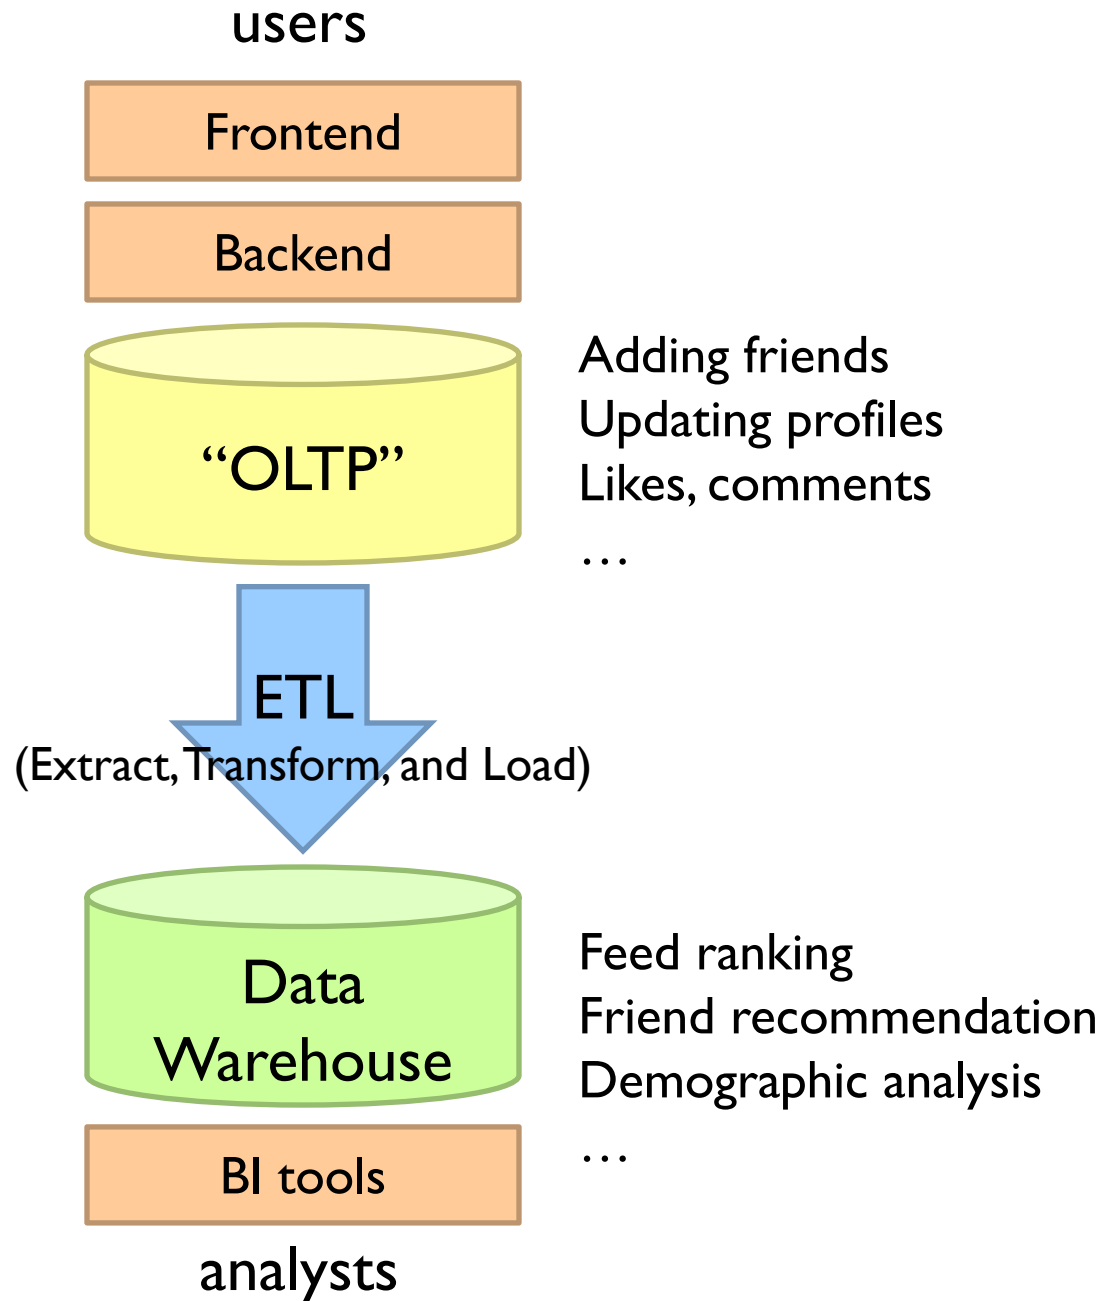 users
Frontend
Backend
“OLTP”
Adding friends
Updating profiles
Likes, comments
…
ETL
(Extract, Transform, and Load)
Data
Warehouse
Feed ranking
Friend recommendation
Demographic analysis
…
BI tools
analysts